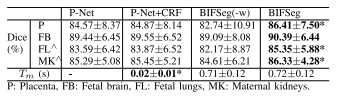 P-Net P-Net+CRF BIFSeg(-w) BIFSeg
Dice (%) P 84.57±8.37 84.87±8.14 82.74±10.91 86.41±7.50*
FB 89.44±6.45 89.55±6.52 89.09±8.08 90.39±6.44
FL^ 83.59±6.42 83.87±6.52 82.17±8.87 85.35±5.88*
MK^ 85.29±5.08 85.45±5.21 84.61±6.21 86.33±4.28*
Tm (s) - 0.02±0.01* 0.71±0.12 0.72±0.12
P: Placenta, FB: Fetal brain, FL: Fetal lungs, MK: Maternal kidneys.